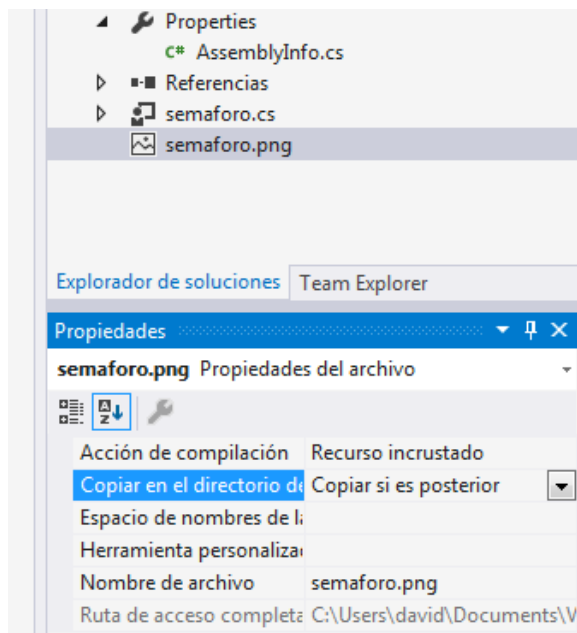 Properties
C# AssemblyInfo.cs
Referencias
semaforo.cs
semaforo.png
Explorador de soluciones Team Explorer
Propiedades
semaforo.png Propiedades del archivo
Acción de compilación Recurso incrustado
Copiar en el directorio de Copiar si es posterior
Espacio de nombres de la
Herramienta personaliza
Nombre de archivo semaforo.png
Ruta de acceso completa C:\Users\david\Documents\V